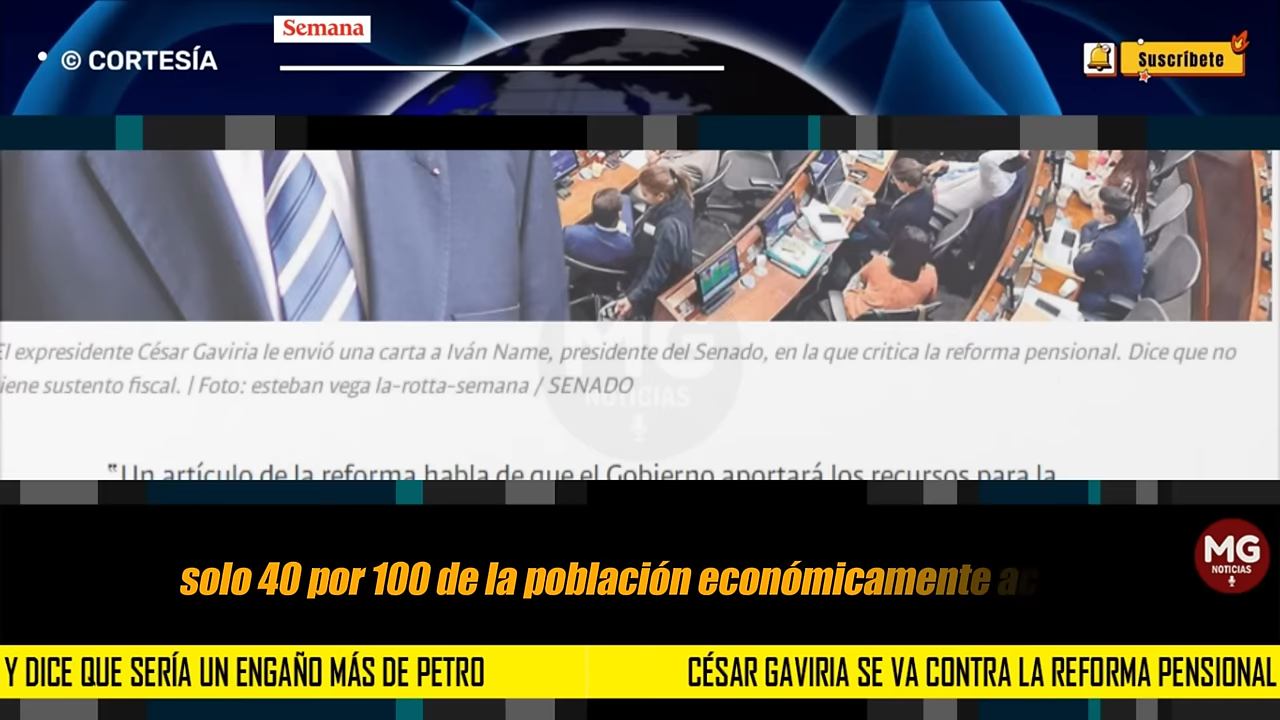 Semana
© CORTESÍA
Suscríbete
El expresidente César Gaviria le envió una carta a Iván Name, presidente del Senado, en la que critica la reforma pensional. Dice que no
iene sustento fiscal. | Foto: esteban vega la-rotta-semana / SENADO
MG
NOTICIAS
“Un artículo de la reforma habla de que el Gobierno aportará los recursos para la
solo 40 por 100 de la población económicamente ac
MG
NOTICIAS
Y DICE QUE SERÍA UN ENGAÑO MÁS DE PETRO
CÉSAR GAVIRIA SE VA CONTRA LA REFORMA PENSIONAL